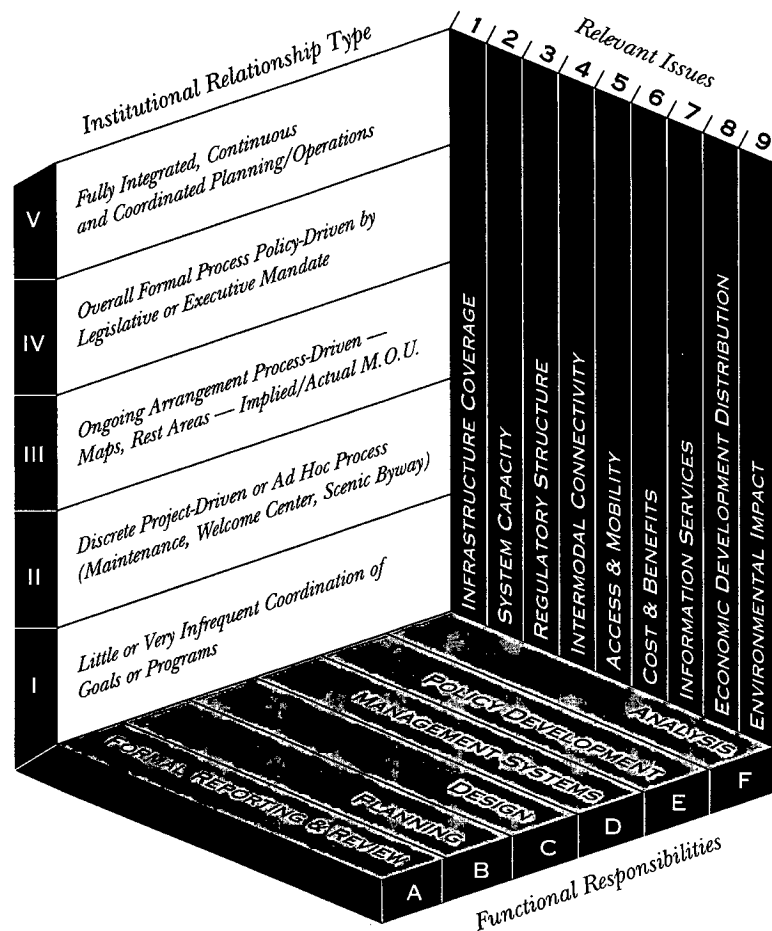 Institutional Relationship Type
Relevant Issues
1 2 3 4 5 6 7 8 9
V
Fully Integrated, Continuous
and Coordinated Planning/Operations
IV
Overall Formal Process Policy-Driven by
Legislative or Executive Mandate
III
Ongoing Arrangement Process-Driven —
Maps, Rest Areas — Implied/Actual M.O.U.
II
Discrete Project-Driven or Ad Hoc Process
(Maintenance, Welcome Center, Scenic Byway)
I
Little or Very Infrequent Coordination of
Goals or Programs
INFRASTRUCTURE COVERAGE
SYSTEM CAPACITY
REGULATORY STRUCTURE
INTERMODAL CONNECTIVITY
ACCESS & MOBILITY
COST & BENEFITS
INFORMATION SERVICES
ECONOMIC DEVELOPMENT DISTRIBUTION
ENVIRONMENTAL IMPACT
FORMAL REPORTING & REVIEW
PLANNING
DESIGN
MANAGEMENT SYSTEMS
POLICY DEVELOPMENT
ANALYSIS
A B C D E F
Functional Responsibilities